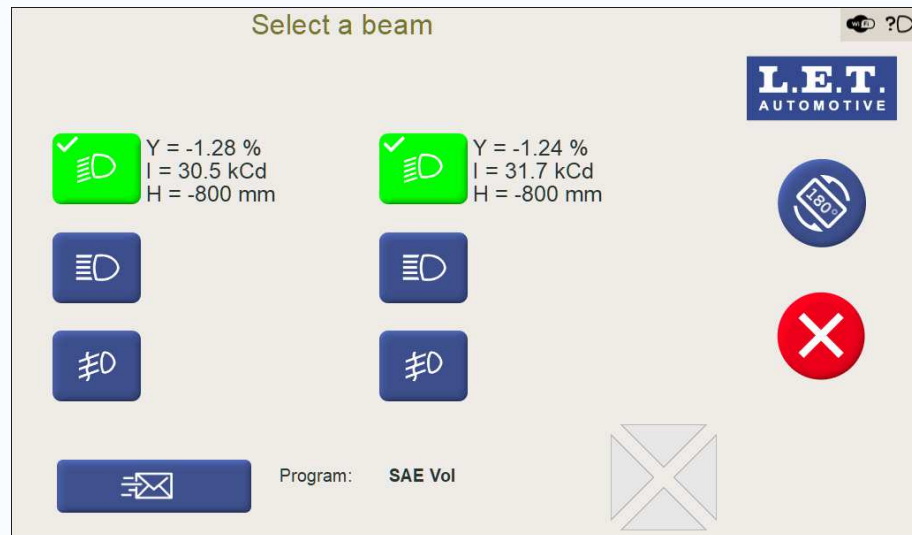 Select a beam
WiFi ?
L.E.T.
AUTOMOTIVE
Y = -1.28 %
I = 30.5 kCd
H = -800 mm
Y = -1.24 %
I = 31.7 kCd
H = -800 mm
180°
Program: SAE Vol